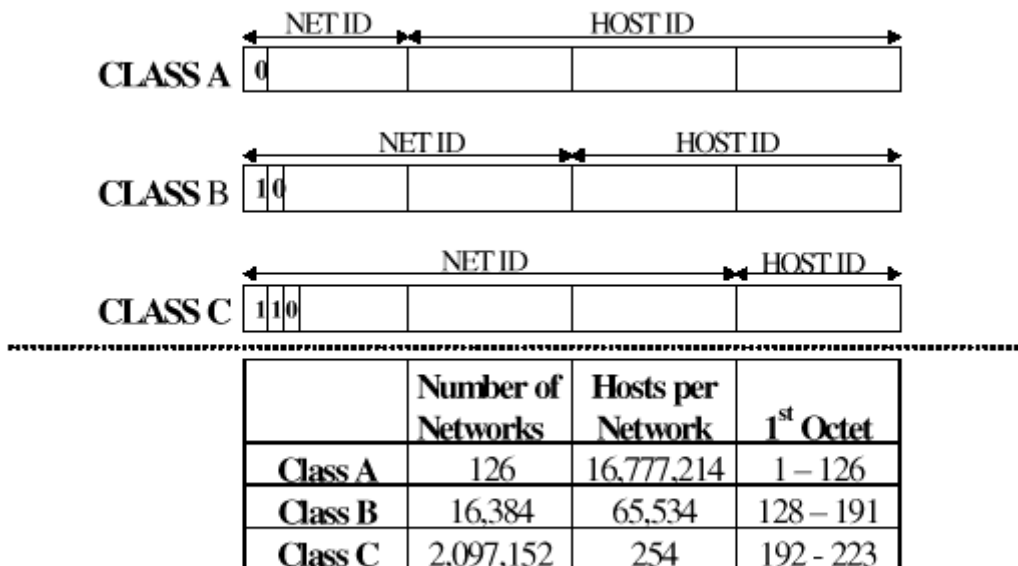 NET ID HOST ID
CLASS A 0
NET ID HOST ID
CLASS B 1 0
NET ID HOST ID
CLASS C 1 1 0
Number of Networks Hosts per Network 1st Octet
Class A 126 16,777,214 1 – 126
Class B 16,384 65,534 128 – 191
Class C 2,097,152 254 192 - 223